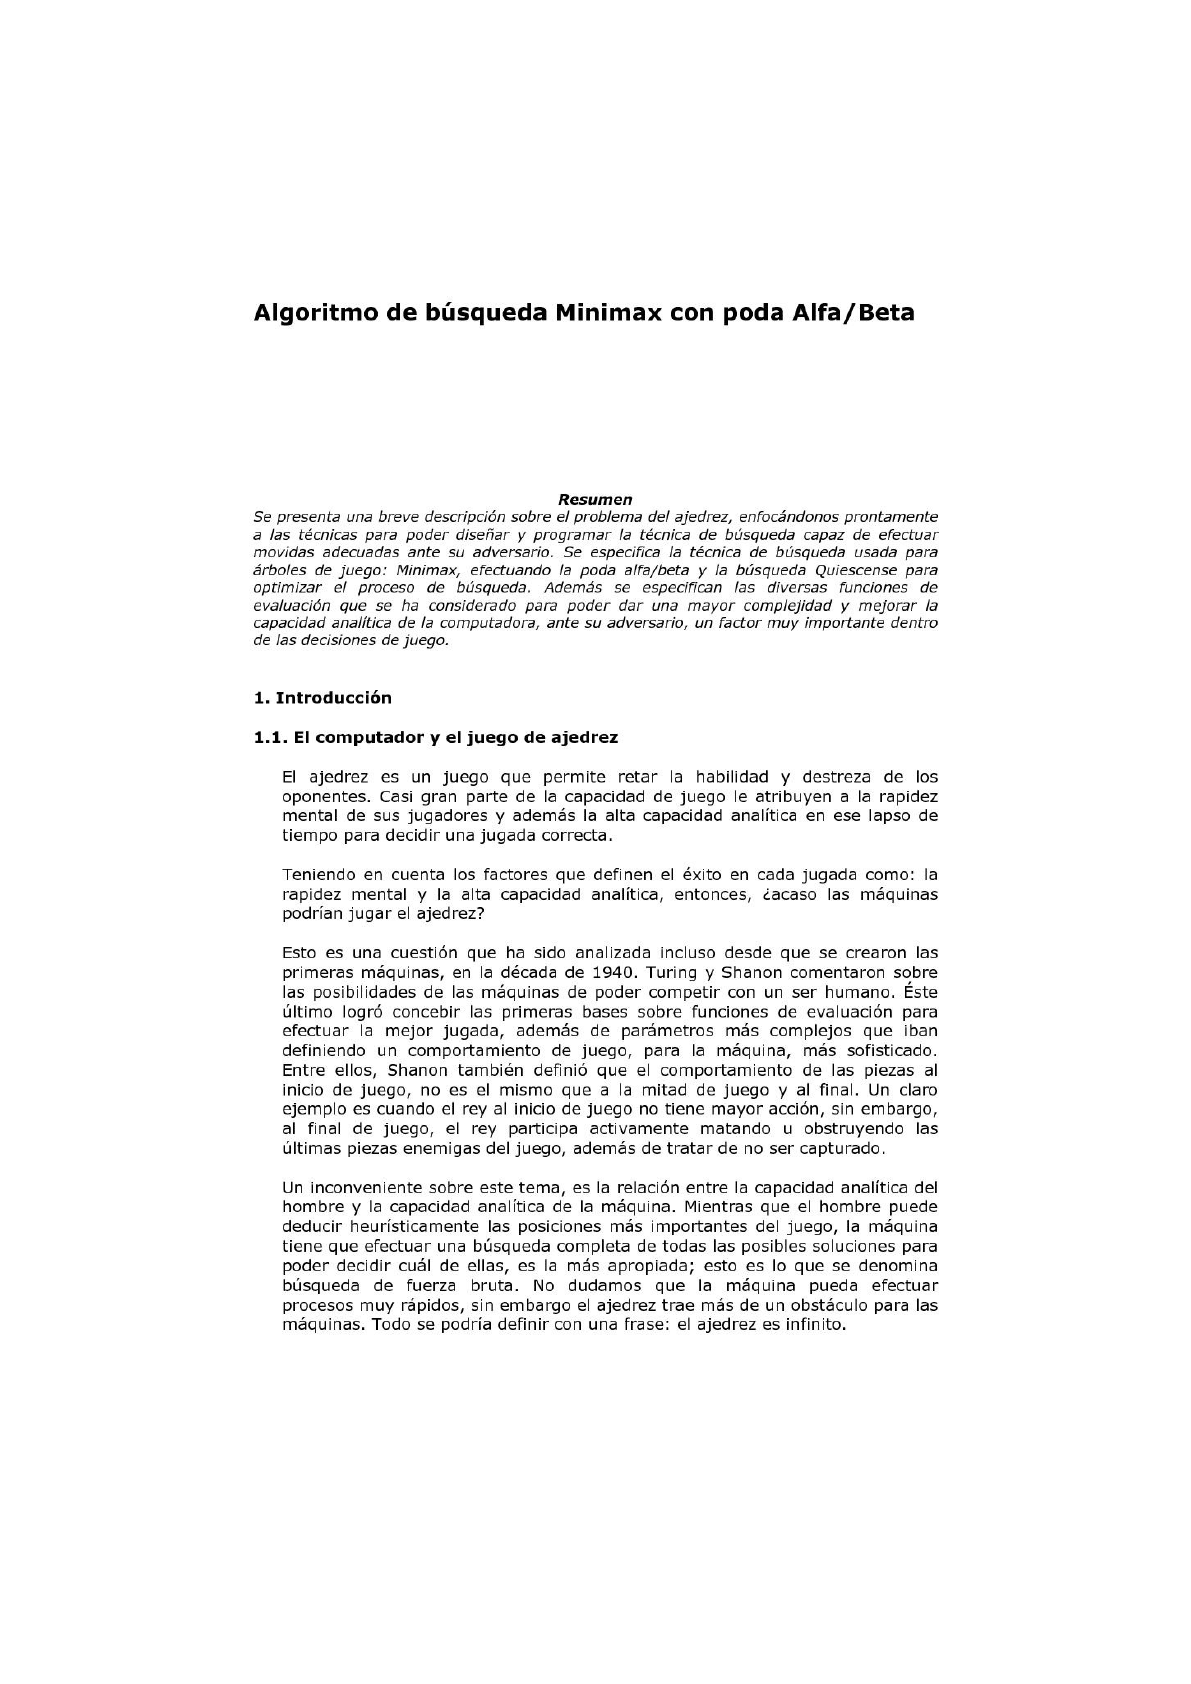 Algoritmo de búsqueda Minimax con poda Alfa/Beta
Resumen
Se presenta una breve descripción sobre el problema del ajedrez, enfocándonos prontamente
a las técnicas para poder diseñar y programar la técnica de búsqueda capaz de efectuar
movidas adecuadas ante su adversario. Se especifica la técnica de búsqueda usada para
árboles de juego: Minimax, efectuando la poda alfa/beta y la búsqueda Quiescense para
optimizar el proceso de búsqueda. Además se especifican las diversas funciones de
evaluación que se ha considerado para poder dar una mayor complejidad y mejorar la
capacidad analítica de la computadora, ante su adversario, un factor muy importante dentro
de las decisiones de juego.
1. Introducción
1.1. El computador y el juego de ajedrez
El ajedrez es un juego que permite retar la habilidad y destreza de los
oponentes. Casi gran parte de la capacidad de juego le atribuyen a la rapidez
mental de sus jugadores y además la alta capacidad analítica en ese lapso de
tiempo para decidir una jugada correcta.
Teniendo en cuenta los factores que definen el éxito en cada jugada como: la
rapidez mental y la alta capacidad analítica, entonces, ¿acaso las máquinas
podrían jugar el ajedrez?
Esto es una cuestión que ha sido analizada incluso desde que se crearon las
primeras máquinas, en la década de 1940. Turing y Shanon comentaron sobre
las posibilidades de las máquinas de poder competir con un ser humano. Éste
último logró concebir las primeras bases sobre funciones de evaluación para
efectuar la mejor jugada, además de parámetros más complejos que iban
definiendo un comportamiento de juego, para la máquina, más sofisticado.
Entre ellos, Shanon también definió que el comportamiento de las piezas al
inicio de juego, no es el mismo que a la mitad de juego y al final. Un claro
ejemplo es cuando el rey al inicio de juego no tiene mayor acción, sin embargo,
al final de juego, el rey participa activamente matando u obstruyendo las
últimas piezas enemigas del juego, además de tratar de no ser capturado.
Un inconveniente sobre este tema, es la relación entre la capacidad analítica del
hombre y la capacidad analítica de la máquina. Mientras que el hombre puede
deducir heurísticamente las posiciones más importantes del juego, la máquina
tiene que efectuar una búsqueda completa de todas las posibles soluciones para
poder decidir cuál de ellas, es la más apropiada; esto es lo que se denomina
búsqueda de fuerza bruta. No dudamos que la máquina pueda efectuar
procesos muy rápidos, sin embargo el ajedrez trae más de un obstáculo para las
máquinas. Todo se podría definir con una frase: el ajedrez es infinito.